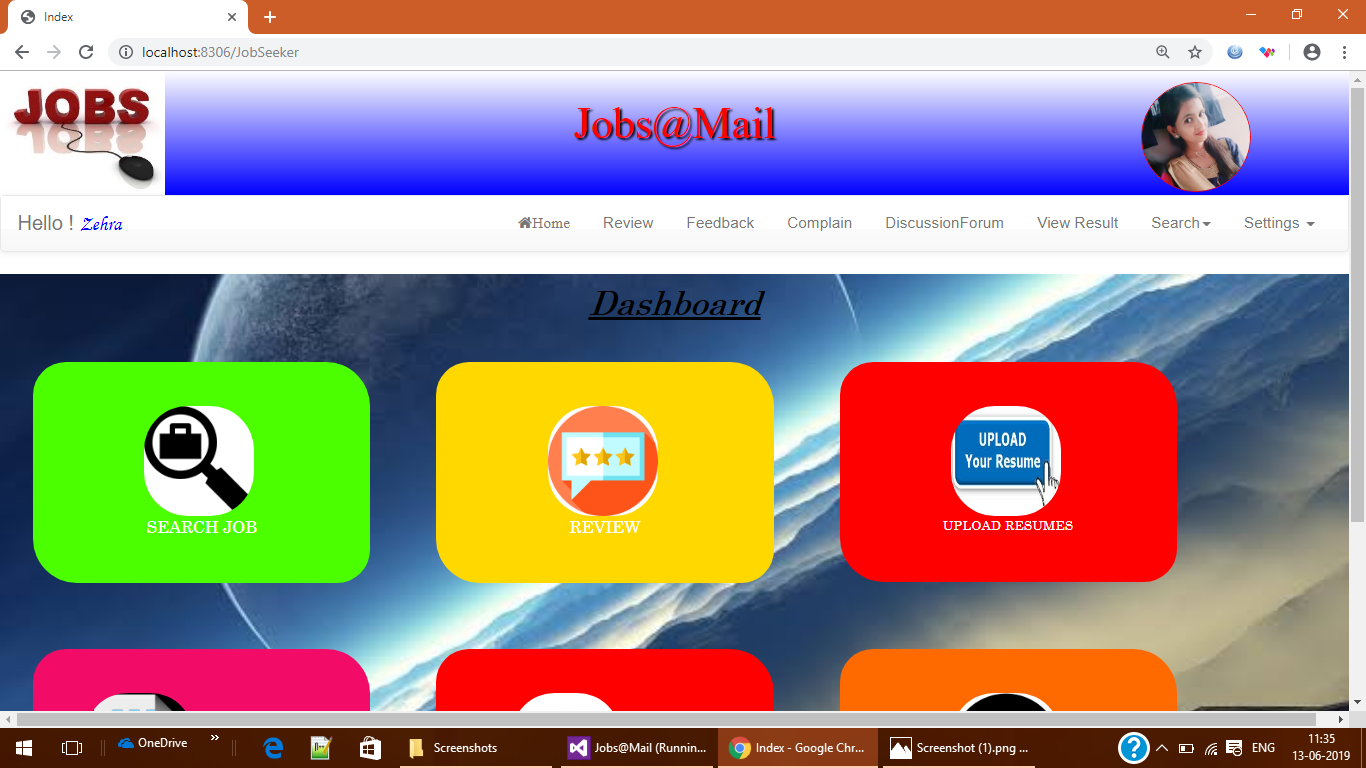 Index
localhost:8306/JobSeeker
JOBS
Jobs@Mail
Hello ! Zehra
Home Review Feedback Complain DiscussionForum View Result Search Settings
Dashboard
SEARCH JOB
REVIEW
UPLOAD
Your Resume
UPLOAD RESUMES
OneDrive
Screenshots
Jobs@Mail (Runnin...
Index - Google Chr...
Screenshot (1).png ...
ENG
11:35
13-06-2019